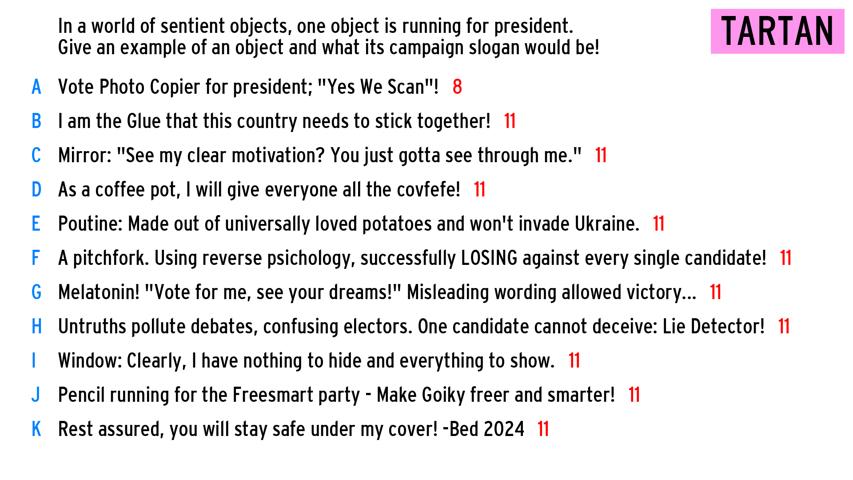 In a world of sentient objects, one object is running for president.
Give an example of an object and what its campaign slogan would be!
TARTAN
A Vote Photo Copier for president; "Yes We Scan"! 8
B I am the Glue that this country needs to stick together! 11
C Mirror: "See my clear motivation? You just gotta see through me." 11
D As a coffee pot, I will give everyone all the covfefe! 11
E Poutine: Made out of universally loved potatoes and won't invade Ukraine. 11
F A pitchfork. Using reverse psichology, successfully LOSING against every single candidate! 11
G Melatonin! "Vote for me, see your dreams!" Misleading wording allowed victory... 11
H Untruths pollute debates, confusing electors. One candidate cannot deceive: Lie Detector! 11
I Window: Clearly, I have nothing to hide and everything to show. 11
J Pencil running for the Freesmart party - Make Goiky freer and smarter! 11
K Rest assured, you will stay safe under my cover! -Bed 2024 11